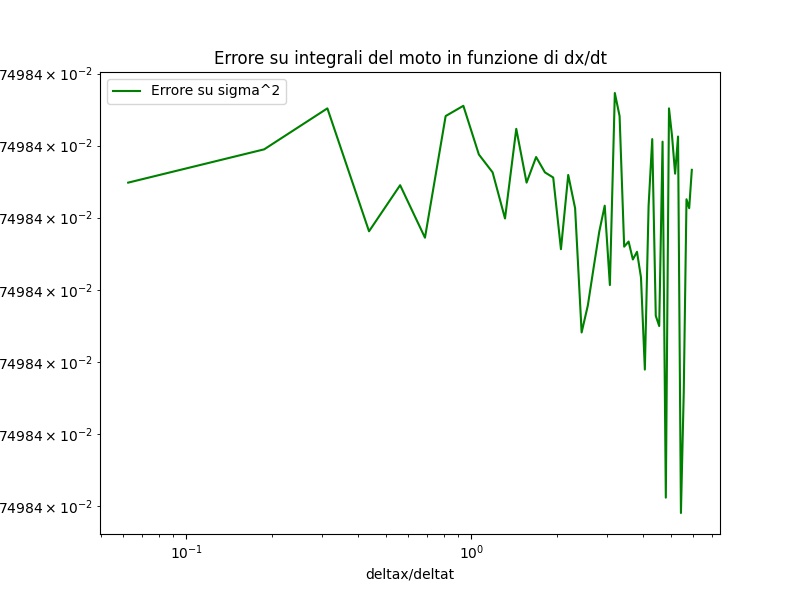 Errore su integrali del moto in funzione di dx/dt
Errore su sigma^2
74984 × 10⁻²
74984 × 10⁻²
74984 × 10⁻²
74984 × 10⁻²
74984 × 10⁻²
74984 × 10⁻²
74984 × 10⁻²
10⁻¹ 10⁰
deltax/deltat